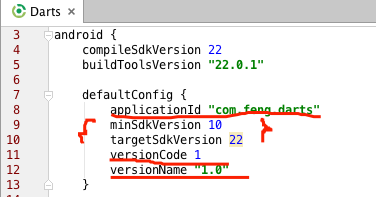 Darts ×
3 android {
4 compileSdkVersion 22
5 buildToolsVersion "22.0.1"
6
7 defaultConfig {
8 applicationId "com.feng.darts"
9 minSdkVersion 10
10 targetSdkVersion 22
11 versionCode 1
12 versionName "1.0"
13 }